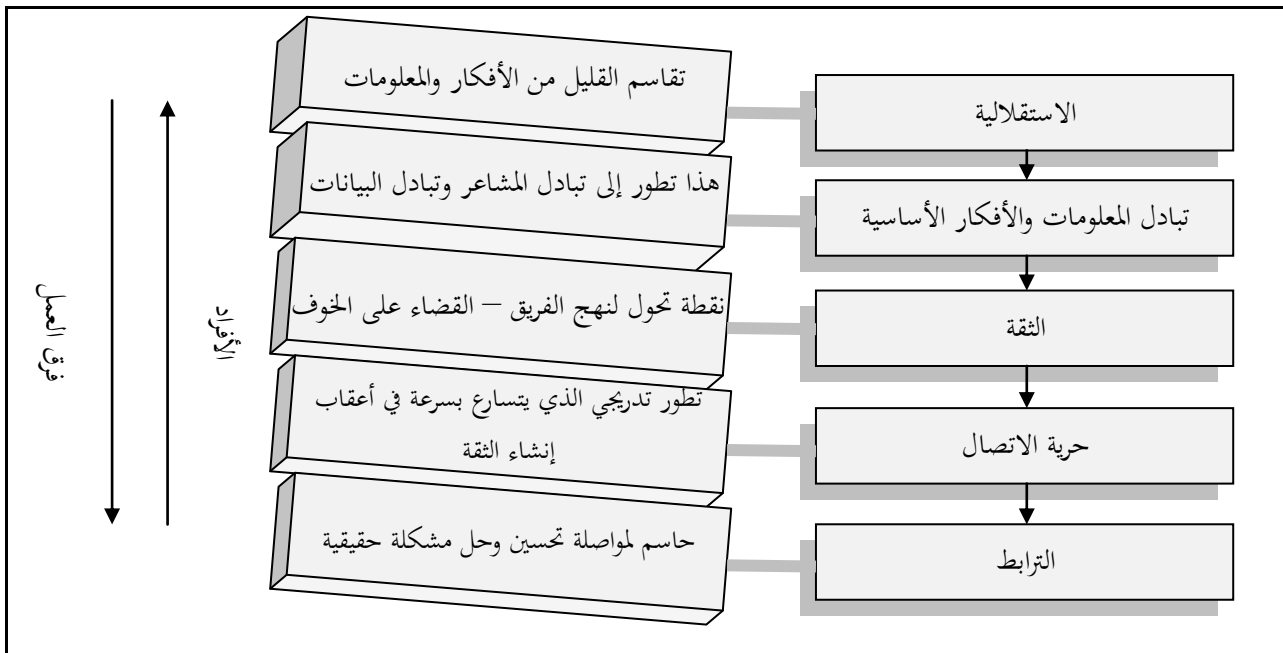 الاستقلالية
تقاسم القليل من الأفكار والمعلومات
تبادل المعلومات والأفكار الأساسية
هذا تطور إلى تبادل المشاعر وتبادل البيانات
الثقة
نقطة تحول لنهج الفريق – القضاء على الخوف
حرية الاتصال
تطور تدريجي الذي يتسارع بسرعة في أعقاب
إنشاء الثقة
الترابط
حاسم لمواصلة تحسين وحل مشكلة حقيقية
الأفراد
فرق العمل